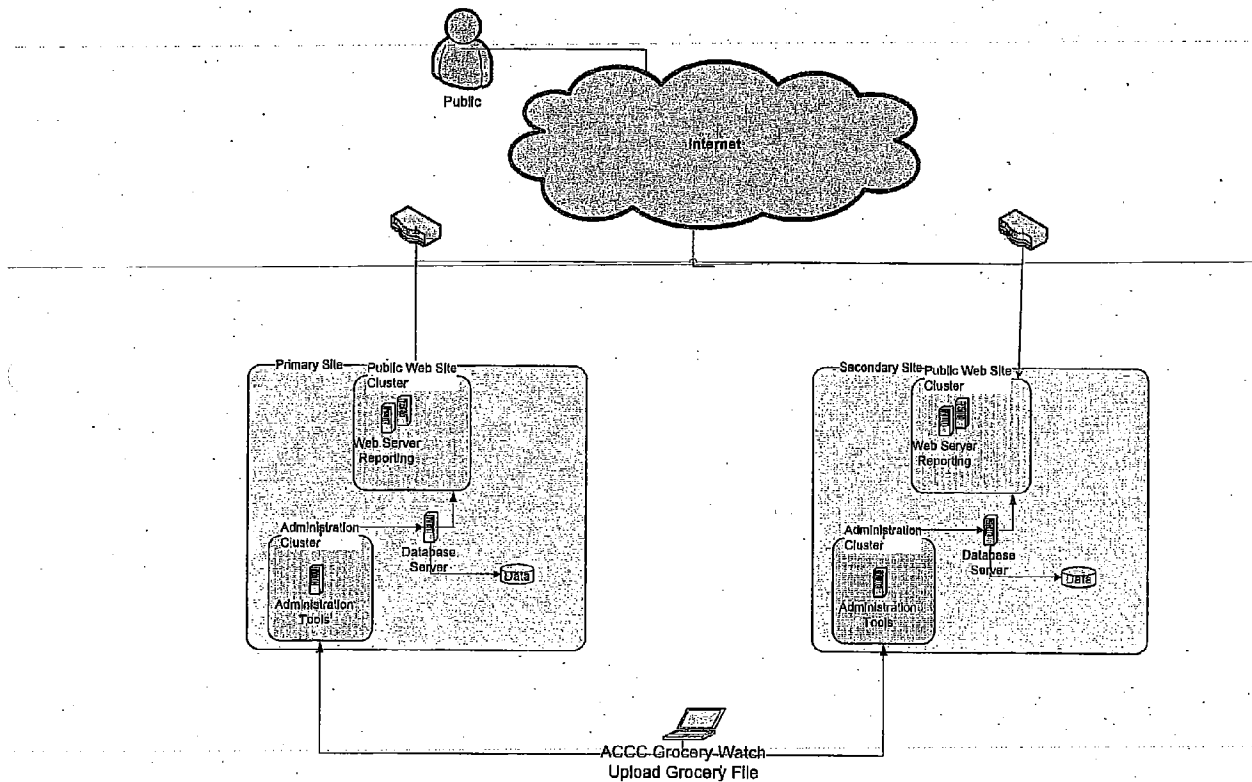 Public
Internet
Primary Site
Public Web Site
Cluster
Web Server
Reporting
Administration
Cluster
Database
Server
Data
Administration
Tools
Secondary Site
Public Web Site
Cluster
Web Server
Reporting
Administration
Cluster
Database
Server
Data
Administration
Tools
ACCC Grocery Watch
Upload Grocery File